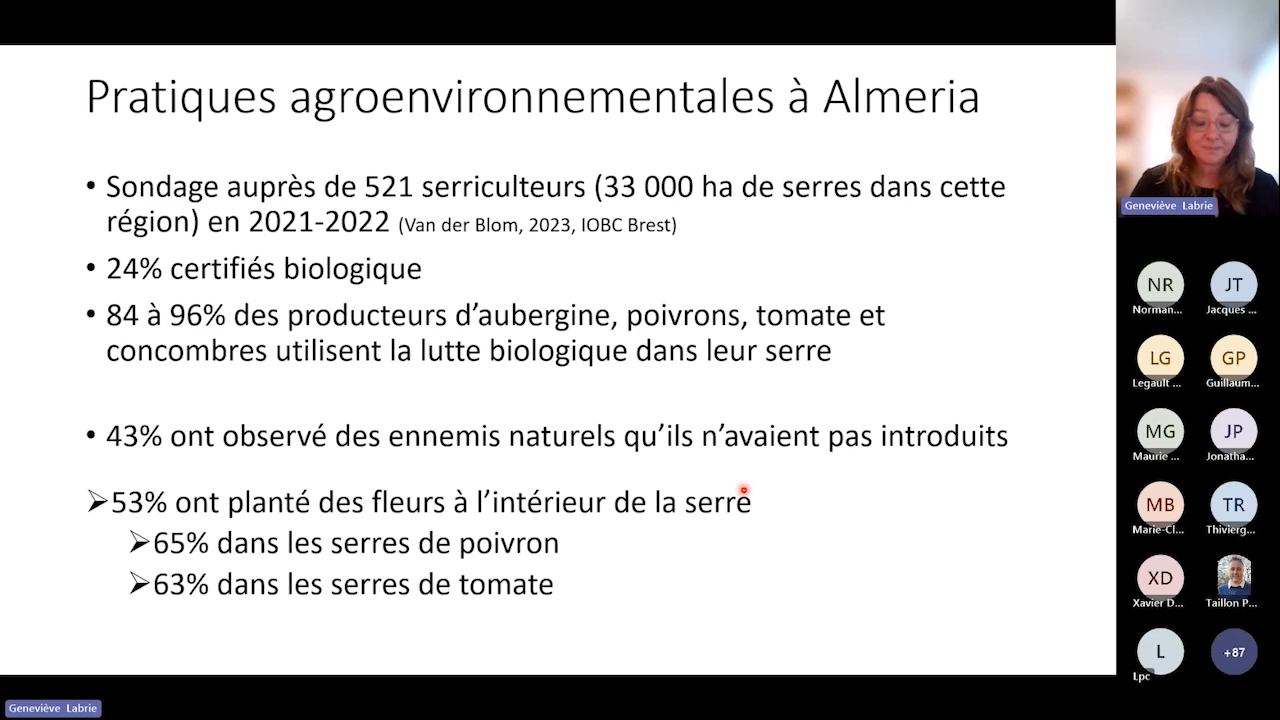 Pratiques agroenvironnementales à Almeria
• Sondage auprès de 521 serriculteurs (33 000 ha de serres dans cette
région) en 2021-2022 (Van der Blom, 2023, IOBC Brest)
• 24% certifiés biologique
• 84 à 96% des producteurs d’aubergine, poivrons, tomate et
concombres utilisent la lutte biologique dans leur serre
• 43% ont observé des ennemis naturels qu’ils n’avaient pas introduits
➢53% ont planté des fleurs à l’intérieur de la serre
➢65% dans les serres de poivron
➢63% dans les serres de tomate
Geneviève Labrie
NR JT
Norman... Jacques ...
LG GP
Legault ... Guillaum...
MG JP
Maurie ... Jonatha...
MB TR
Marie-Cl... Thivierg...
XD
Xavier D... Taillon P...
L +87
Lpc
Geneviève Labrie